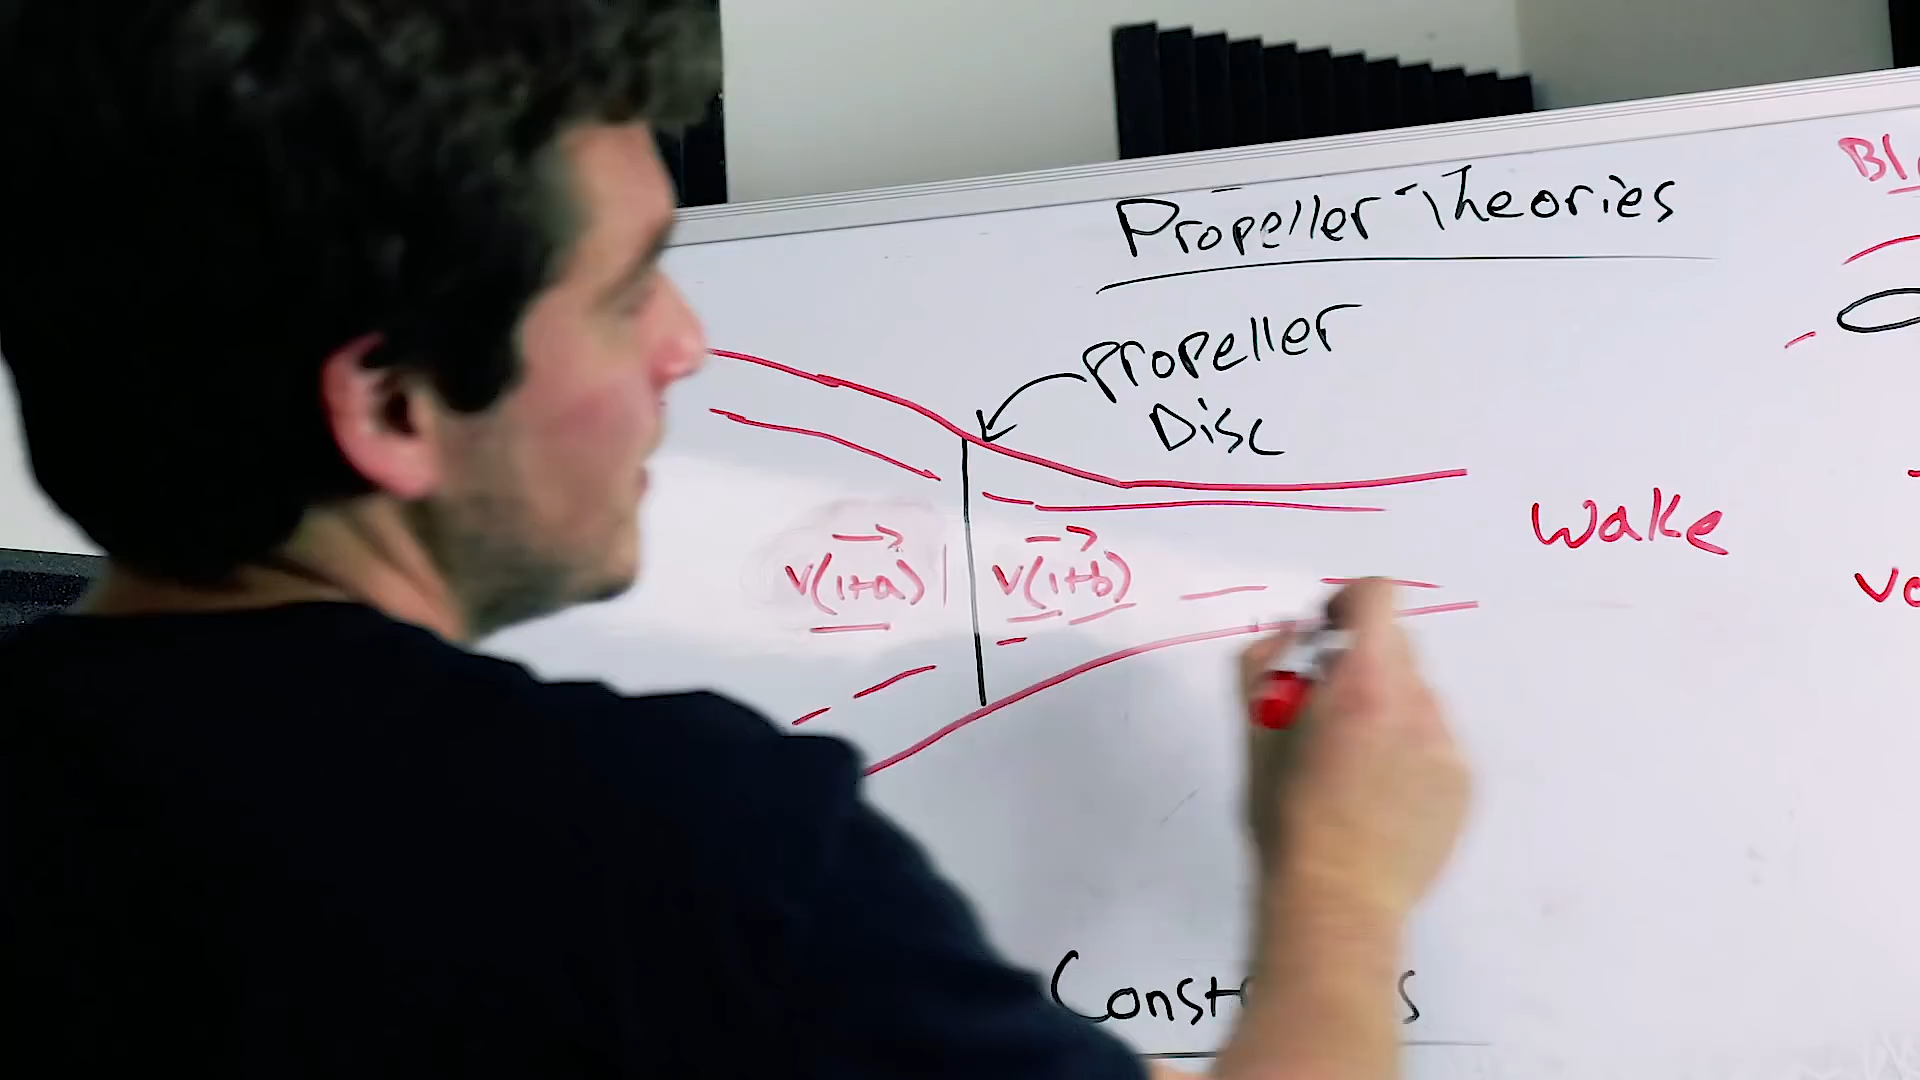 Propeller Theories
Propeller
Disc
v(1+a)
v(1+b)
Wake